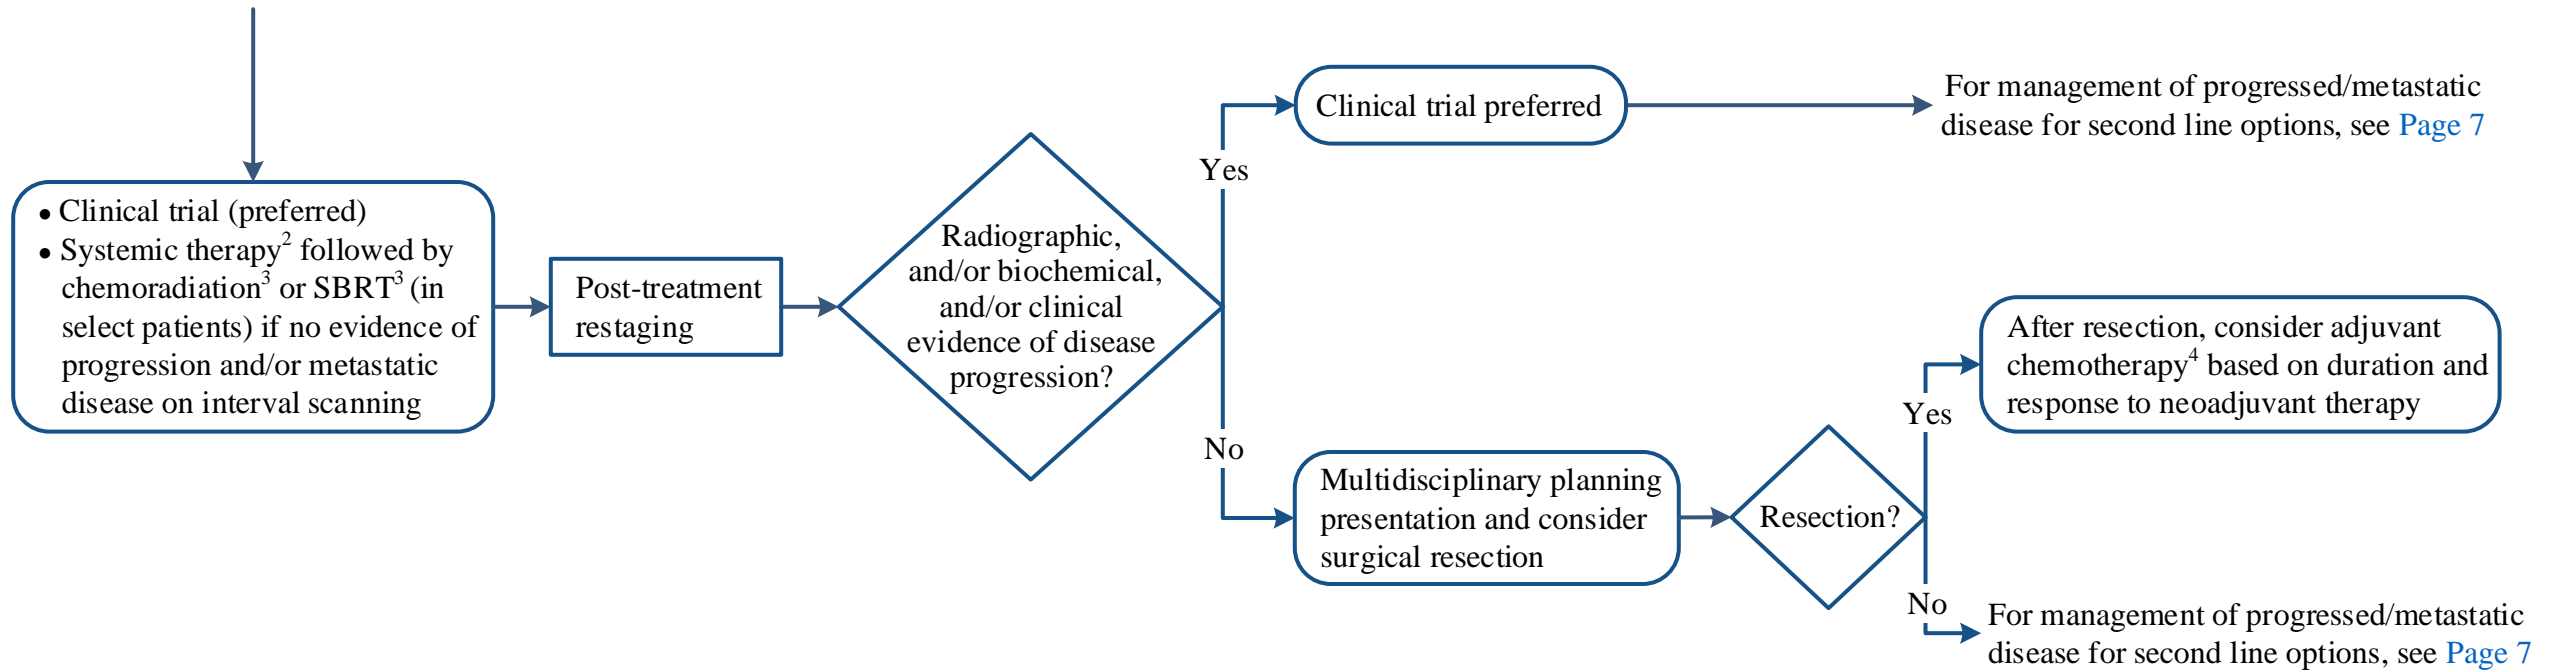 • Clinical trial (preferred)
• Systemic therapy² followed by
chemoradiation³ or SBRT³ (in
select patients) if no evidence of
progression and/or metastatic
disease on interval scanning
Post-treatment
restaging
Radiographic,
and/or biochemical,
and/or clinical
evidence of disease
progression?
Yes
Clinical trial preferred
For management of progressed/metastatic
disease for second line options, see Page 7
No
Multidisciplinary planning
presentation and consider
surgical resection
Resection?
Yes
After resection, consider adjuvant
chemotherapy⁴ based on duration and
response to neoadjuvant therapy
No
For management of progressed/metastatic
disease for second line options, see Page 7